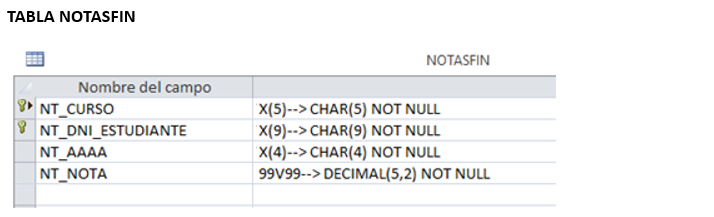 TABLA NOTASFIN
NOTASFIN
Nombre del campo
NT_CURSO X(5)--> CHAR(5) NOT NULL
NT_DNI_ESTUDIANTE X(9)--> CHAR(9) NOT NULL
NT_AAAA X(4)--> CHAR(4) NOT NULL
NT_NOTA 99V99--> DECIMAL(5,2) NOT NULL